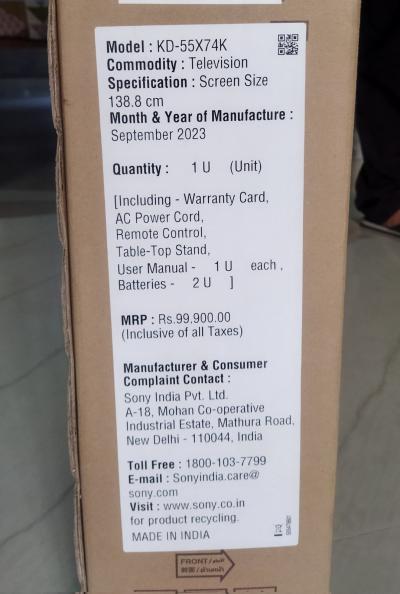 Model : KD-55X74K
Commodity : Television
Specification : Screen Size
138.8 cm
Month & Year of Manufacture :
September 2023
Quantity : 1 U (Unit)
[Including - Warranty Card,
AC Power Cord,
Remote Control,
Table-Top Stand,
User Manual - 1 U each ,
Batteries - 2 U ]
MRP : Rs.99,900.00
(Inclusive of all Taxes)
Manufacturer & Consumer
Complaint Contact :
Sony India Pvt. Ltd.
A-18, Mohan Co-operative
Industrial Estate, Mathura Road,
New Delhi - 110044, India
Toll Free : 1800-103-7799
E-mail : Sonyindia.care@
sony.com
Visit : www.sony.co.in
for product recycling.
MADE IN INDIA
FRONT /